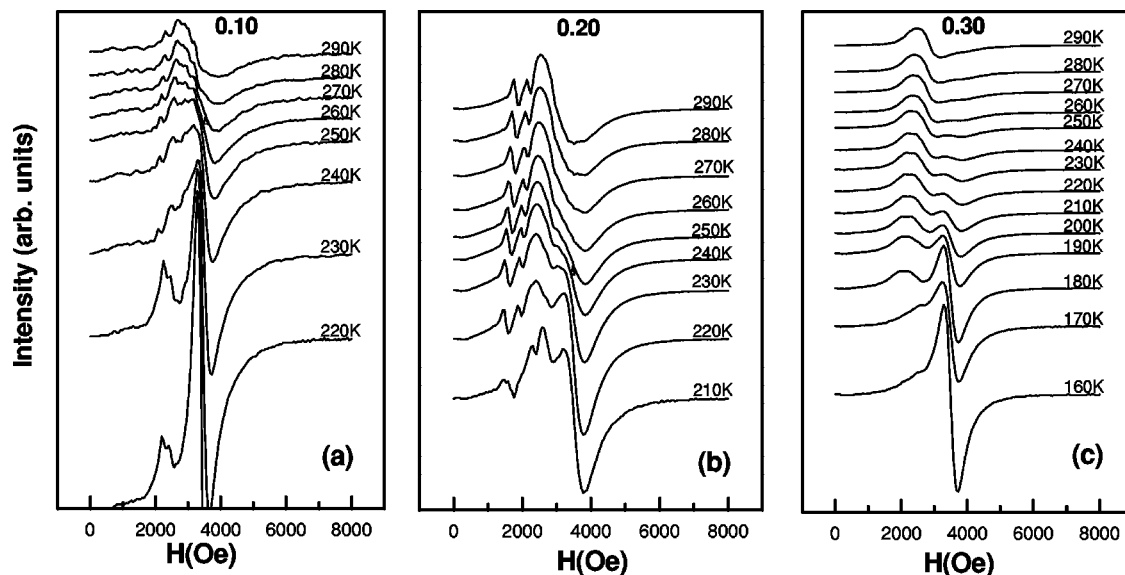 0.10
290K
280K
270K
260K
250K
240K
230K
220K
(a)
0 2000 4000 6000 8000
H(Oe)
Intensity (arb. units)
0.20
290K
280K
270K
260K
250K
240K
230K
220K
210K
(b)
0 2000 4000 6000 8000
H(Oe)
0.30
290K
280K
270K
260K
250K
240K
230K
220K
210K
200K
190K
180K
170K
160K
(c)
0 2000 4000 6000 8000
H(Oe)